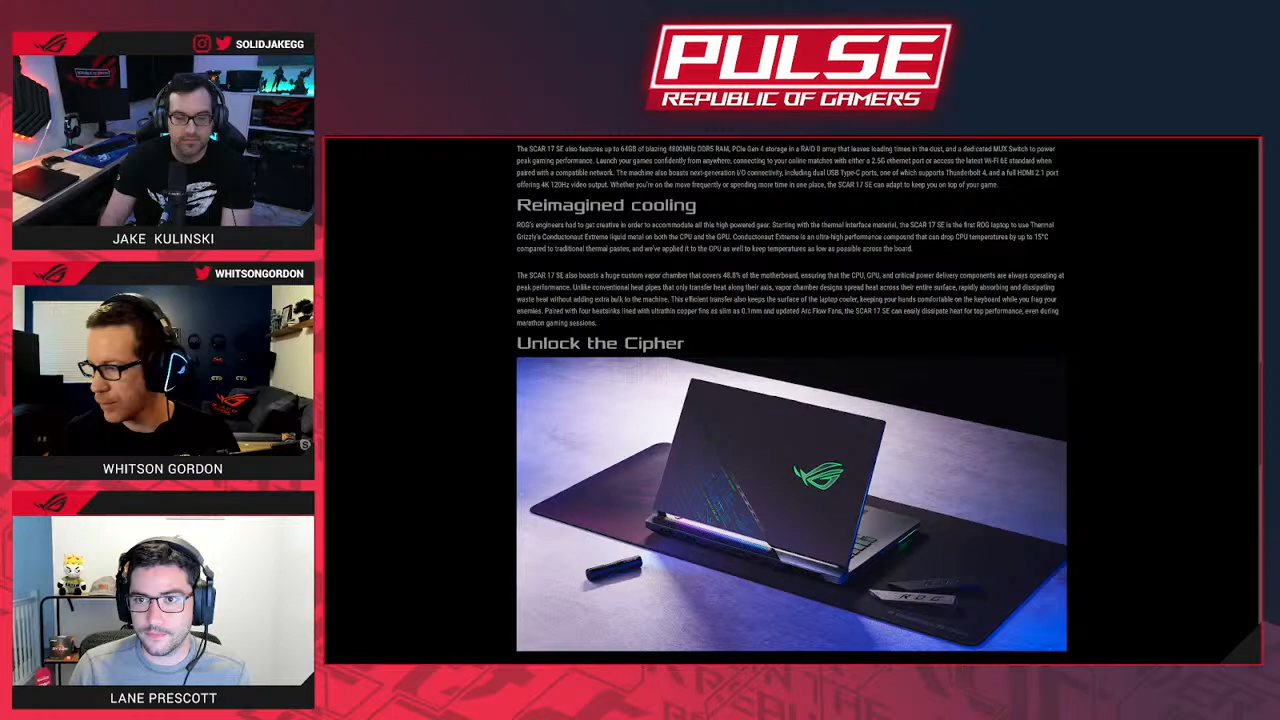 SOLIDJAKEGG
JAKE KULINSKI
WHITSONGORDON
WHITSON GORDON
LANE PRESCOTT
PULSE
REPUBLIC OF GAMERS
The SCAR 17 SE also features up to 64GB of blazing 4800MHz DDR5 RAM, PCIe Gen 4 storage in a RAID 0 array that leaves loading times in the dust, and a dedicated MUX Switch to power
peak gaming performance. Launch your games confidently from anywhere, connecting to your online matches with either a 2.5G ethernet port or access the latest Wi-Fi 6E standard when
paired with a compatible network. The machine also boasts next-generation I/O connectivity, including dual USB Type-C ports, one of which supports Thunderbolt 4, and a full HDMI 2.1 port
offering 4K 120Hz video output. Whether you're on the move frequently or spending more time in one place, the SCAR 17 SE can adapt to keep you on top of your game.
Reimagined cooling
ROG's engineers had to get creative in order to accommodate all this high powered gear. Starting with the thermal interface material, the SCAR 17 SE is the first ROG laptop to use Thermal
Grizzly's Conductonaut Extreme liquid metal on both the CPU and the GPU. Conductonaut Extreme is an ultra-high performance compound that can drop CPU temperatures by up to 15°C
compared to traditional thermal pastes, and we've applied it to the GPU as well to keep temperatures as low as possible across the board.
The SCAR 17 SE also boasts a huge custom vapor chamber that covers 48.8% of the motherboard, ensuring that the CPU, GPU, and critical power delivery components are always operating at
peak performance. Unlike conventional heat pipes that only transfer heat along their axis, vapor chamber designs spread heat across their entire surface, rapidly absorbing and dissipating
waste heat without adding extra bulk to the machine. This efficient transfer also keeps the surface of the laptop cooler, keeping your hands comfortable on the keyboard while you frag your
enemies. Paired with four heatsinks lined with ultrathin copper fins as slim as 0.1mm and updated Arc Flow Fans, the SCAR 17 SE can easily dissipate heat for top performance, even during
marathon gaming sessions.
Unlock the Cipher
ROG